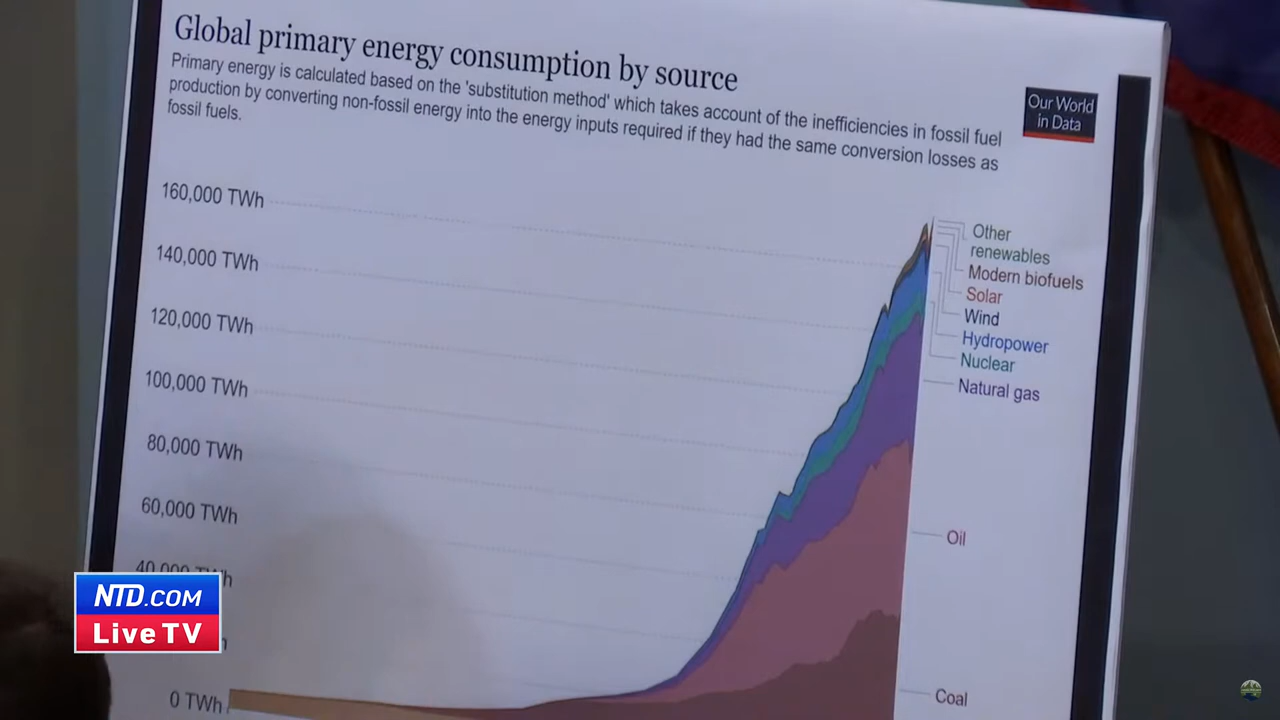 Global primary energy consumption by source
Primary energy is calculated based on the 'substitution method' which takes account of the inefficiencies in fossil fuel
production by converting non-fossil energy into the energy inputs required if they had the same conversion losses as
fossil fuels.
Our World
in Data
160,000 TWh
140,000 TWh
120,000 TWh
100,000 TWh
80,000 TWh
60,000 TWh
0 TWh
Other
renewables
Modern biofuels
Solar
Wind
Hydropower
Nuclear
Natural gas
Oil
Coal
NTD.COM
Live TV